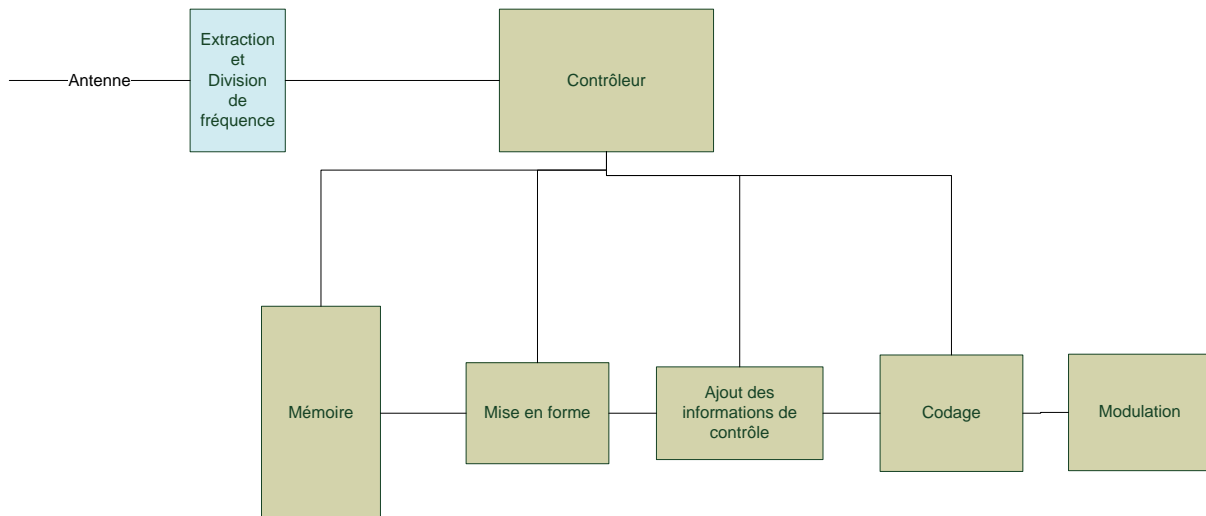 Extraction
et
Division
de
fréquence
Antenne
Contrôleur
Mémoire
Mise en forme
Ajout des
informations de
contrôle
Codage
Modulation